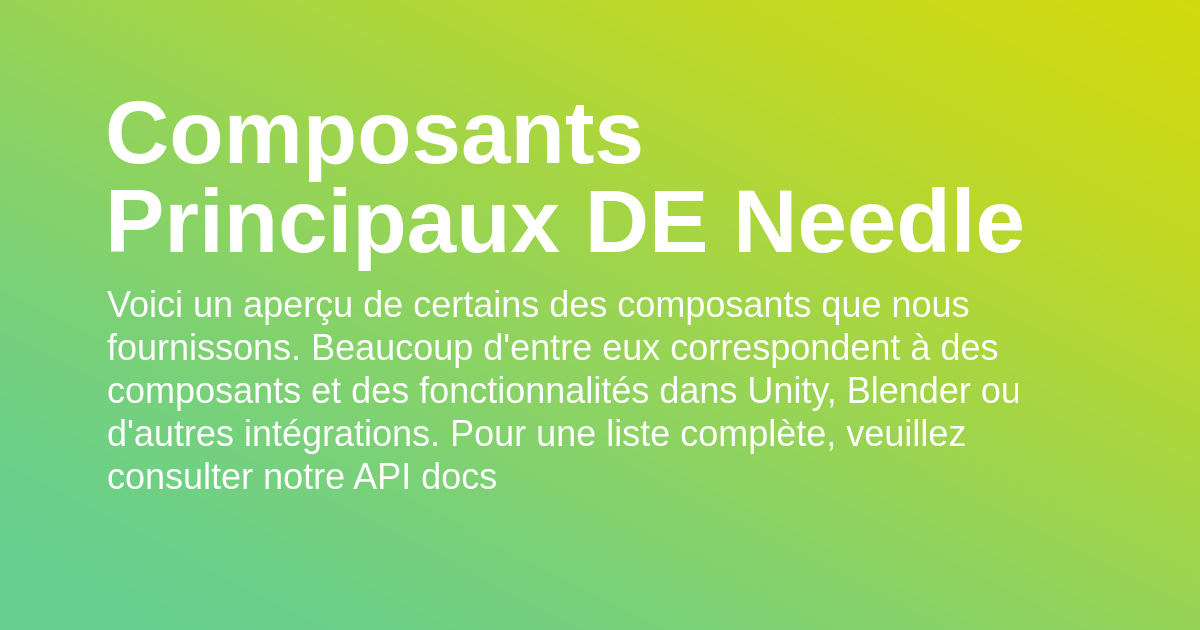 Composants
Principaux DE Needle
Voici un aperçu de certains des composants que nous
fournissons. Beaucoup d'entre eux correspondent à des
composants et des fonctionnalités dans Unity, Blender ou
d'autres intégrations. Pour une liste complète, veuillez
consulter notre API docs